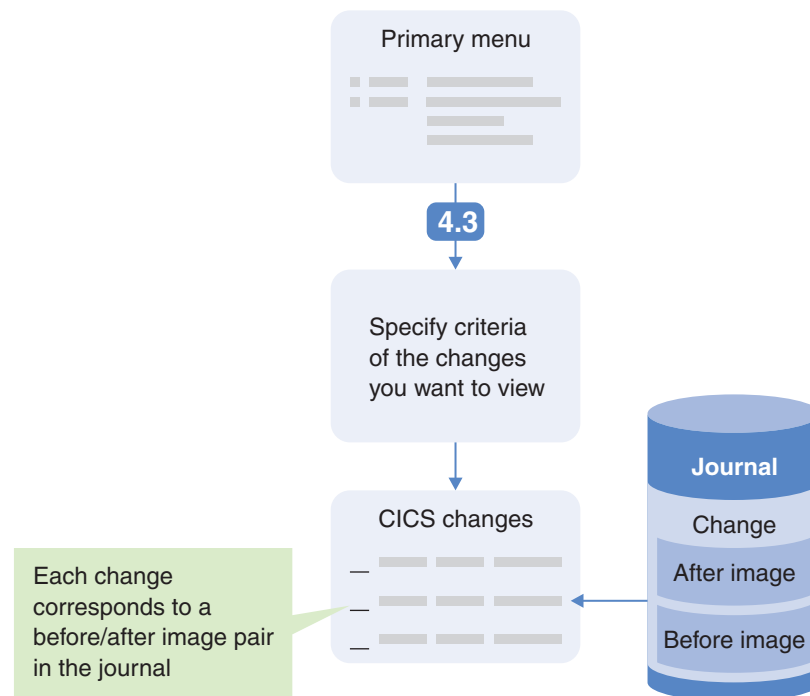 Primary menu
4.3
Specify criteria
of the changes
you want to view
Journal
CICS changes
Change
After image
Before image
Each change
corresponds to a
before/after image pair
in the journal